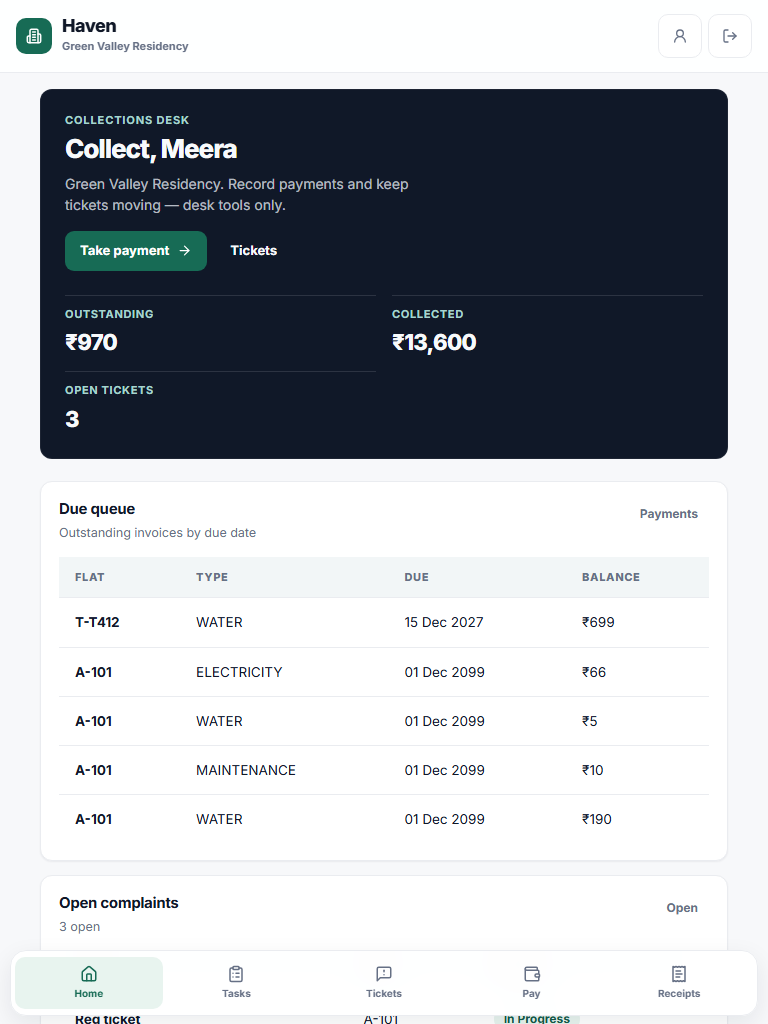 Haven
Green Valley Residency
COLLECTIONS DESK
Collect, Meera
Green Valley Residency. Record payments and keep
tickets moving — desk tools only.
Take payment → Tickets
OUTSTANDING COLLECTED
₹970 ₹13,600
OPEN TICKETS
3
Due queue
Payments
Outstanding invoices by due date
FLAT TYPE DUE BALANCE
T-T412 WATER 15 Dec 2027 ₹699
A-101 ELECTRICITY 01 Dec 2099 ₹66
A-101 WATER 01 Dec 2099 ₹5
A-101 MAINTENANCE 01 Dec 2099 ₹10
A-101 WATER 01 Dec 2099 ₹190
Open complaints
Open
3 open
Home Tasks Tickets Pay Receipts
Reg ticket A-101 In Progress